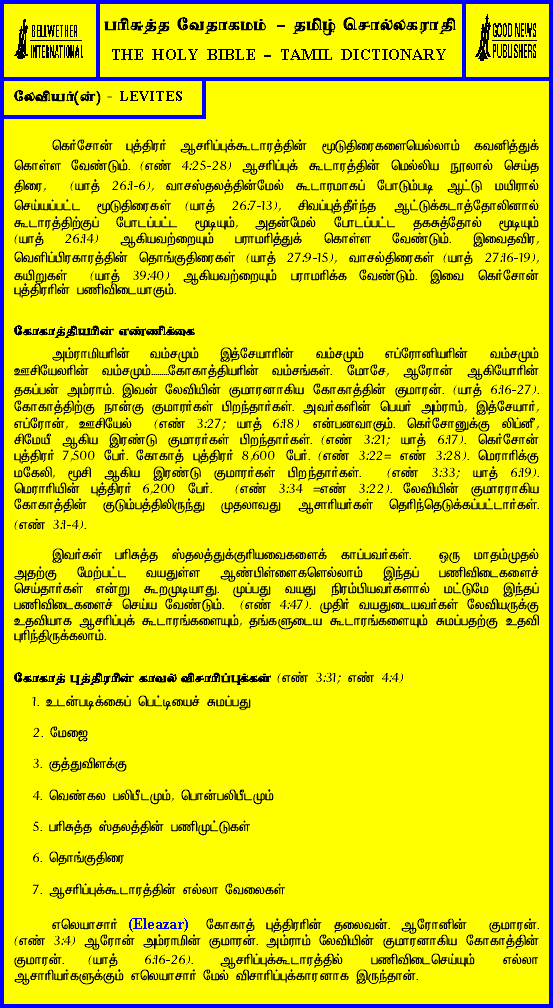 BELLWETHER
INTERNATIONAL
பரிசுத்த வேதாகமம் – தமிழ் சொல்லகராதி
THE HOLY BIBLE – TAMIL DICTIONARY
GOOD NEWS
PUBLISHERS
லேவியர்(ன்) - LEVITES
கெர்சோன் புத்திரர் ஆசரிப்புக்கூடாரத்தின் மூடுதிரைகளையெல்லாம் கவனித்துக்
கொள்ள வேண்டும். (எண் 4:25-28) ஆசரிப்புக் கூடாரத்தின் மெல்லிய நூலால் செய்த
திரை, (யாத் 26:1-6), வாசஸ்தலத்தின்மேல் கூடாரமாகப் போடும்படி ஆட்டு மயிரால்
செய்யப்பட்ட மூடுதிரைகள் (யாத் 26:7-13), சிவப்புத்தீர்ந்த ஆட்டுக்கடாத்தோலினால்
கூடாரத்திற்குப் போடப்பட்ட மூடியும், அதன்மேல் போடப்பட்ட தகசுத்தோல் மூடியும்
(யாத் 26:14) ஆகியவற்றையும் பராமரித்துக் கொள்ள வேண்டும். இவைதவிர,
வெளிப்பிரகாரத்தின் தொங்குதிரைகள் (யாத் 27:9-15), வாசல்திரைகள் (யாத் 27:16-19),
கயிறுகள் (யாத் 39:40) ஆகியவற்றையும் பராமரிக்க வேண்டும். இவை கெர்சோன்
புத்திரரின் பணிவிடையாகும்.
கோகாத்தியரின் எண்ணிக்கை
அம்ராமியரின் வம்சமும் இத்சேயாரின் வம்சமும் எப்ரோனியரின் வம்சமும்
ஊசியேலரின் வம்சமும்........கோகாத்தியரின் வம்சங்கள். மோசே, ஆரோன் ஆகியோரின்
தகப்பன் அம்ராம். இவன் லேவியின் குமாரனாகிய கோகாத்தின் குமாரன். (யாத் 6:16-27).
கோகாத்திற்கு நான்கு குமாரர்கள் பிறந்தார்கள். அவர்களின் பெயர் அம்ராம், இத்சேயார்,
எப்ரோன், ஊசியேல் (எண் 3:27; யாத் 6:18) என்பனவாகும். கெர்சோனுக்கு லிப்னீ,
சிமேயீ ஆகிய இரண்டு குமாரர்கள் பிறந்தார்கள். (எண் 3:21; யாத் 6:17). கெர்சோன்
புத்திரர் 7,500 பேர். கோகாத் புத்திரர் 8,600 பேர். (எண் 3:22= எண் 3:28). மெராரிக்கு
மகேலி, மூசி ஆகிய இரண்டு குமாரர்கள் பிறந்தார்கள். (எண் 3:33; யாத் 6:19).
மெராரியின் புத்திரர் 6,200 பேர். (எண் 3:34 =எண் 3:22). லேவியின் குமாரராகிய
கோகாத்தின் குடும்பத்திலிருந்து முதலாவது ஆசாரியர்கள் தெரிந்தெடுக்கப்பட்டார்கள்.
(எண் 3:1-4).
இவர்கள் பரிசுத்த ஸ்தலத்துக்குரியவைகளைக் காப்பவர்கள். ஒரு மாதம்முதல்
அதற்கு மேற்பட்ட வயதுள்ள ஆண்பிள்ளைகளெல்லாம் இந்தப் பணிவிடைகளைச்
செய்தார்கள் என்று கூறமுடியாது. முப்பது வயது நிரம்பியவர்களால் மட்டுமே இந்தப்
பணிவிடைகளைச் செய்ய வேண்டும். (எண் 4:47). முதிர் வயதுடையவர்கள் லேவியருக்கு
உதவியாக ஆசரிப்புக் கூடாரங்களையும், தங்களுடைய கூடாரங்களையும் சுமப்பதற்கு உதவி
புரிந்திருக்கலாம்.
கோகாத் புத்திரரின் காவல் விசாரிப்புக்கள் (எண் 3:31; எண் 4:4)
1. உடன்படிக்கைப் பெட்டியைச் சுமப்பது
2. மேஜை
3. குத்துவிளக்கு
4. வெண்கல பலிபீடமும், பொன்பலிபீடமும்
5. பரிசுத்த ஸ்தலத்தின் பணிமுட்டுகள்
6. தொங்குதிரை
7. ஆசரிப்புக்கூடாரத்தின் எல்லா வேலைகள்
எலெயாசார் (Eleazar) கோகாத் புத்திரரின் தலைவன். ஆரோனின் குமாரன்.
(எண் 3:4) ஆரோன் அம்ராமின் குமாரன். அம்ராம் லேவியின் குமாரனாகிய கோகாத்தின்
குமாரன். (யாத் 6:16-26). ஆசரிப்புக்கூடாரத்தில் பணிவிடைசெய்யும் எல்லா
ஆசாரியர்களுக்கும் எலெயாசார் மேல் விசாரிப்புக்காரனாக இருந்தான்.